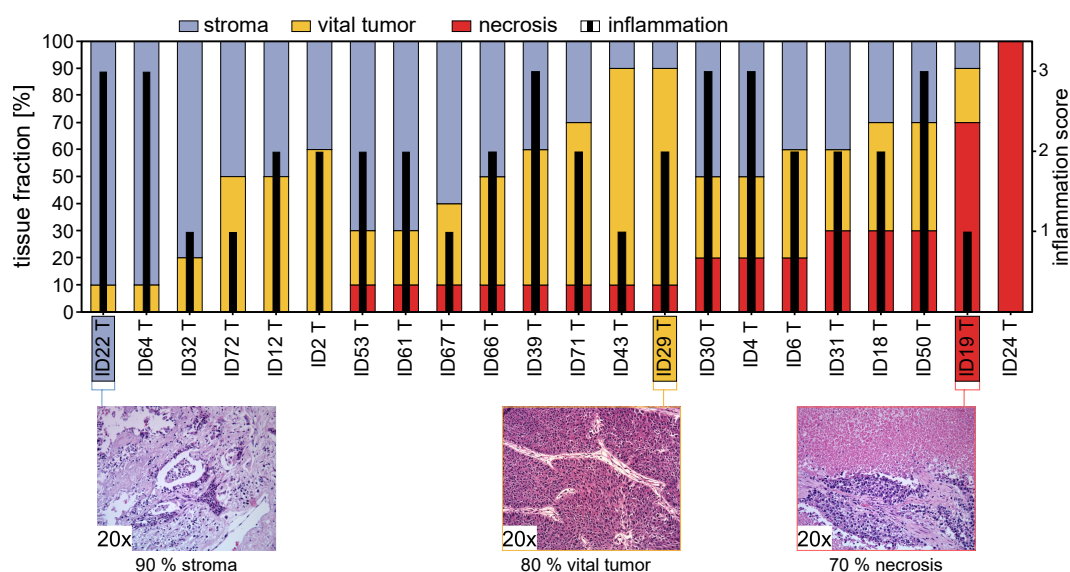 stroma vital tumor necrosis inflammation
tissue fraction [%]
100
90
80
70
60
50
40
30
20
10
0
3
2
1
inflammation score
ID22 T ID64 T ID32 T ID72 T ID12 T ID2 T ID53 T ID61 T ID67 T ID66 T ID39 T ID71 T ID43 T ID29 T ID30 T ID4 T ID6 T ID31 T ID18 T ID50 T ID19 T ID24 T
20x 20x 20x
90 % stroma 80 % vital tumor 70 % necrosis